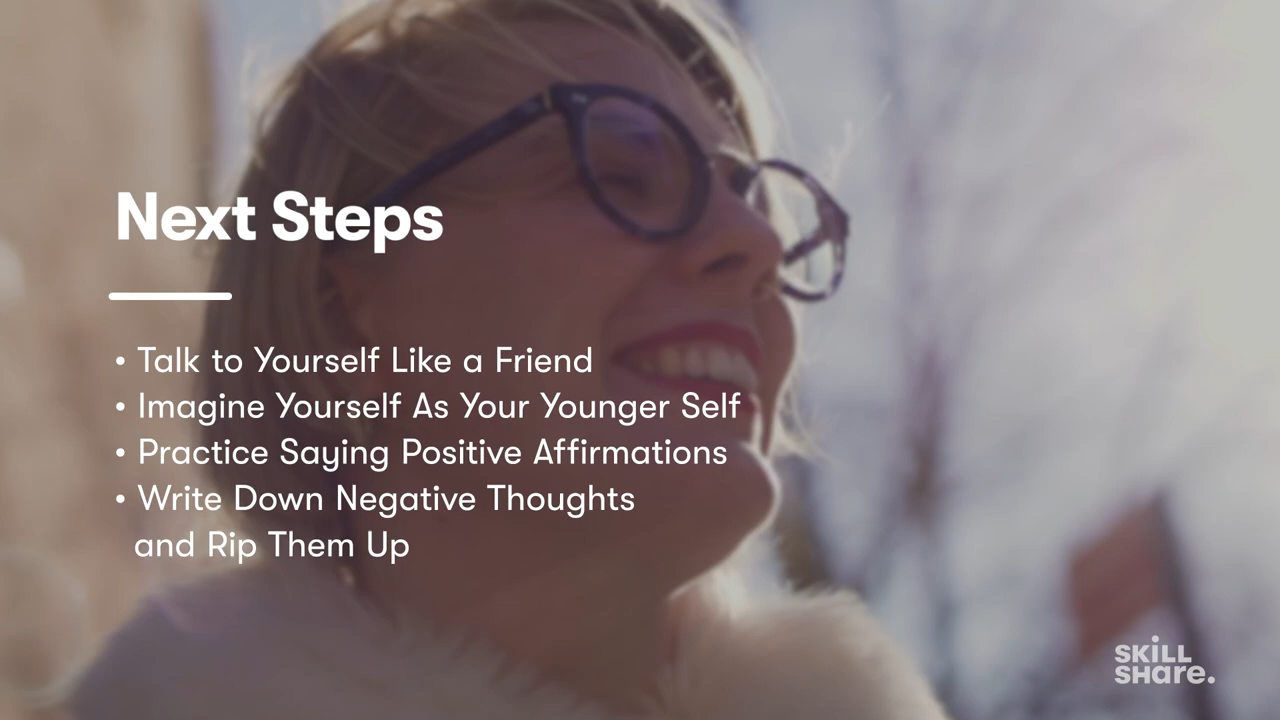 Next Steps
• Talk to Yourself Like a Friend
• Imagine Yourself As Your Younger Self
• Practice Saying Positive Affirmations
• Write Down Negative Thoughts
and Rip Them Up
SKiLL
SHare.